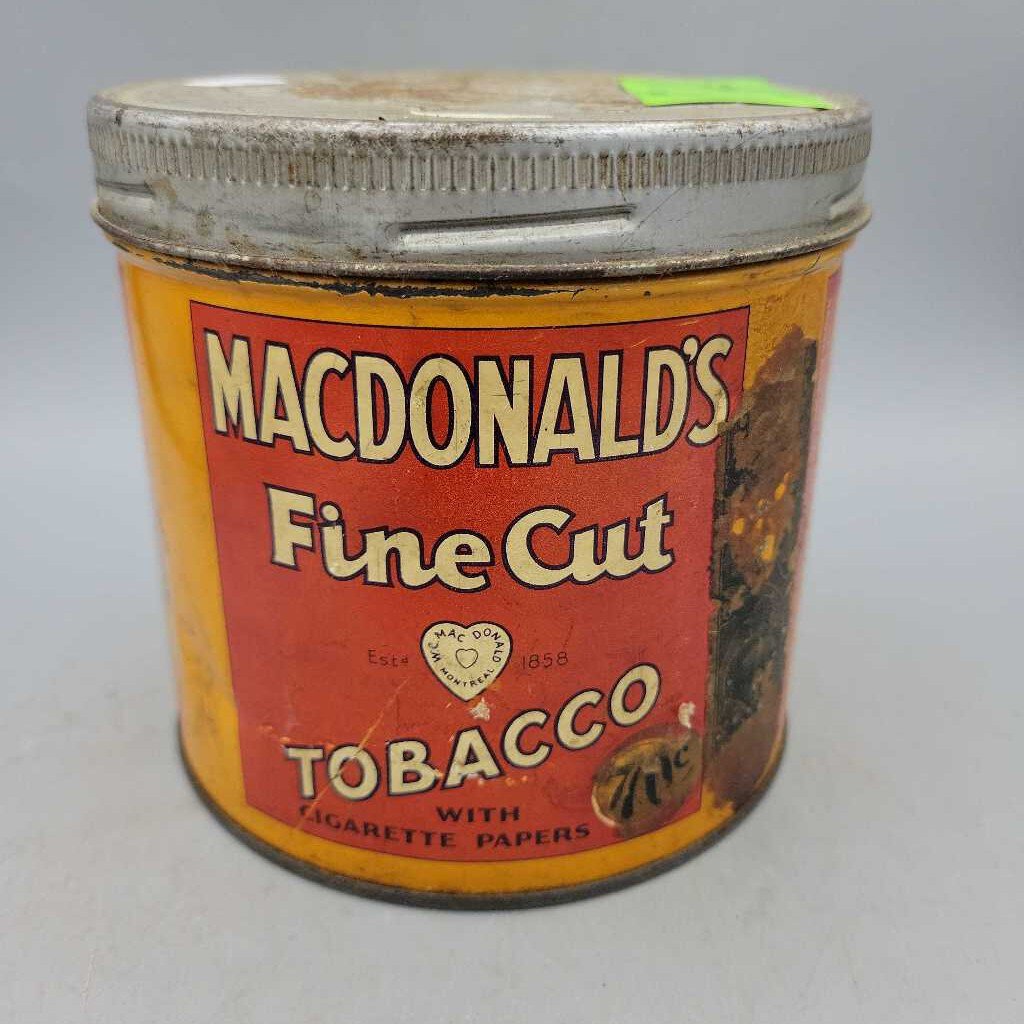 MACDONALD'S
Fine Cut
Estd 1858
W.C. MAC DONALD
MONTREAL
TOBACCO
WITH
CIGARETTE PAPERS